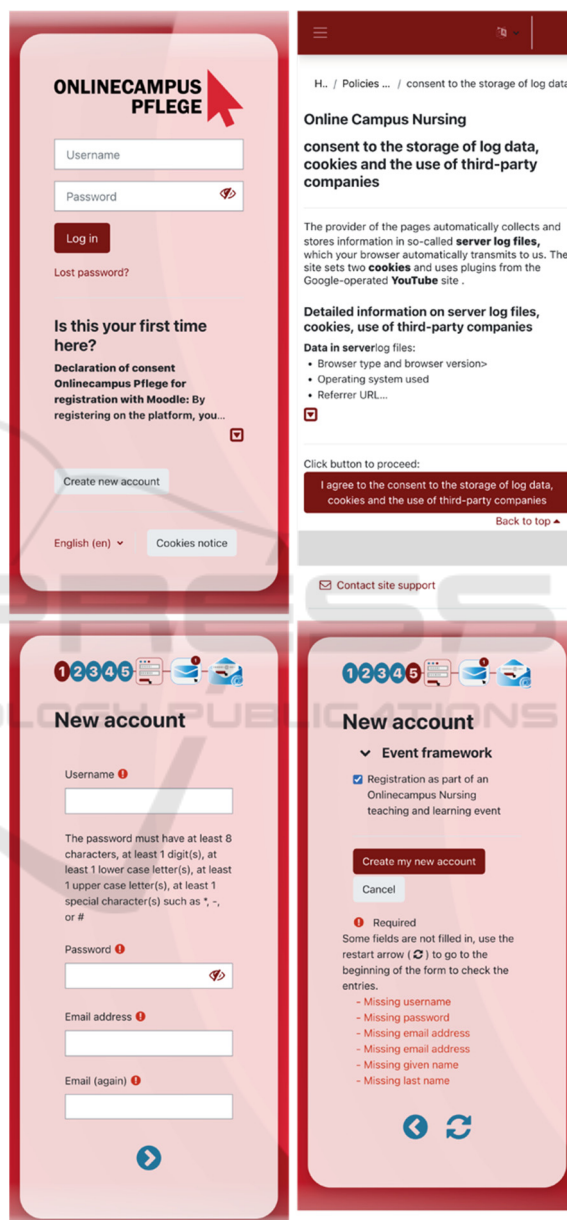 ONLINECAMPUS
PFLEGE
Username
Password
Log in
Lost password?
Is this your first time
here?
Declaration of consent
Onlinecampus Pflege for
registration with Moodle: By
registering on the platform, you...
Create new account
English (en)
Cookies notice
H.. / Policies ... / consent to the storage of log data
Online Campus Nursing
consent to the storage of log data,
cookies and the use of third-party
companies
The provider of the pages automatically collects and
stores information in so-called server log files,
which your browser automatically transmits to us. The
site sets two cookies and uses plugins from the
Google-operated YouTube site .
Detailed information on server log files,
cookies, use of third-party companies
Data in serverlog files:
• Browser type and browser version>
• Operating system used
• Referrer URL...
Click button to proceed:
I agree to the consent to the storage of log data,
cookies and the use of third-party companies
Back to top
Contact site support
1 2 3 4 5
New account
Username
The password must have at least 8
characters, at least 1 digit(s), at
least 1 lower case letter(s), at least
1 upper case letter(s), at least 1
special character(s) such as *, -,
or #
Password
Email address
Email (again)
1 2 3 4 5
New account
Event framework
Registration as part of an
Onlinecampus Nursing
teaching and learning event
Create my new account
Cancel
Required
Some fields are not filled in, use the
restart arrow ( ) to go to the
beginning of the form to check the
entries.
- Missing username
- Missing password
- Missing email address
- Missing email address
- Missing given name
- Missing last name